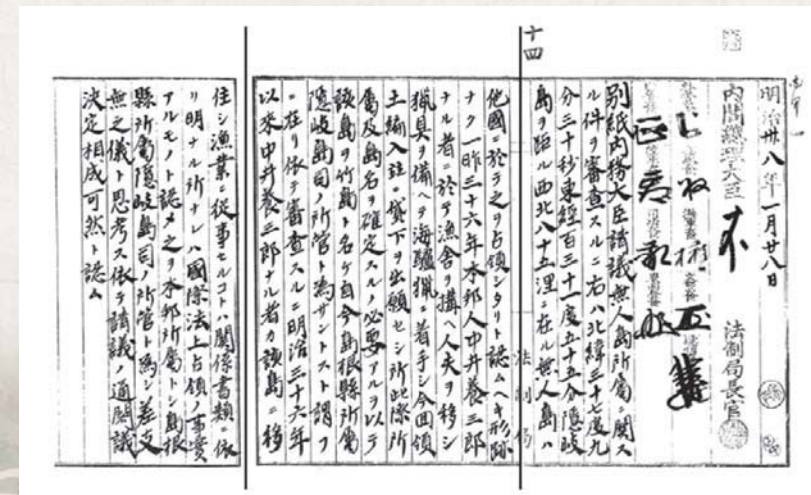 十四
明治卅八年一月廿八日
内閣總理大臣
法制局長官
別紙内務大臣請議無人島所屬ニ關ス
ル件ヲ審査スルニ右ハ北緯三十七度九
分三十秒東經百三十一度五十五分隱岐
島ヲ距ル西北八十五浬ニ在ル無人島ハ
他國ニ於テ之ヲ占領シタリト認ムヘキ形跡
ナク一昨三十六年本邦人中井養三郎
ナル者ニ於テ漁舍ヲ構ヘ人夫ヲ移シ
獵具ヲ備ヘテ海驢獵ニ着手シ今回領
土編入並ニ貸下ヲ出願セシ所此際所
屬及島名ヲ確定スルノ必要アルヲ以テ
該島ヲ竹島ト名ケ自今島根縣所屬
隱岐島司ノ所管ト為サントスト謂フ
ニ在リ依テ審査スルニ明治三十六年
以來中井養三郎ナル者カ該島ニ移
法制局
住シ漁業ニ從事セルコトハ關係書類ニ依
リ明ナル所ナレハ國際法上占領ノ事實
アルモノト認メ之ヲ本邦所屬トシ島根
縣所屬隱岐島司ノ所管ト為シ差支
無之儀ト思考ス依テ請議ノ通閣議
決定相成可然ト認ム